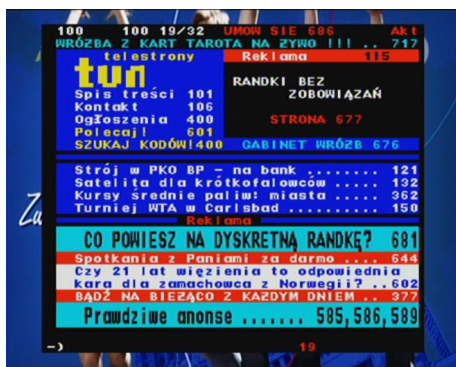 100 100 19/32 UMOW SIE 686 Akt
WRÓŻBA Z KART TAROTA NA ŻYWO !!! .. 717
telestrony
Reklama 115
tvn
RANDKI BEZ
ZOBOWIĄZAŃ
Spis treści 101
Kontakt 106
Ogłoszenia 400
STRONA 677
Polecaj! 601
SZUKAJ KODÓW!400 GABINET WRÓŻB 676
Strój w PKO BP – na bank ........ 121
Satelita dla krótkofalowców ..... 132
Kursy średnie paliw: miasta ..... 362
Turniej WTA w Carlsbad .......... 150
Reklama
CO POWIESZ NA DYSKRETNĄ RANDKĘ? 681
Spotkania z Paniami za darmo .... 644
Czy 21 lat więzienia to odpowiednia
kara dla zamachowca z Norwegii? ..602
BĄDŹ NA BIEŻĄCO Z KAŻDYM DNIEM .. 377
Prawdziwe anonse ....... 585,586,589
Zu
–) 19